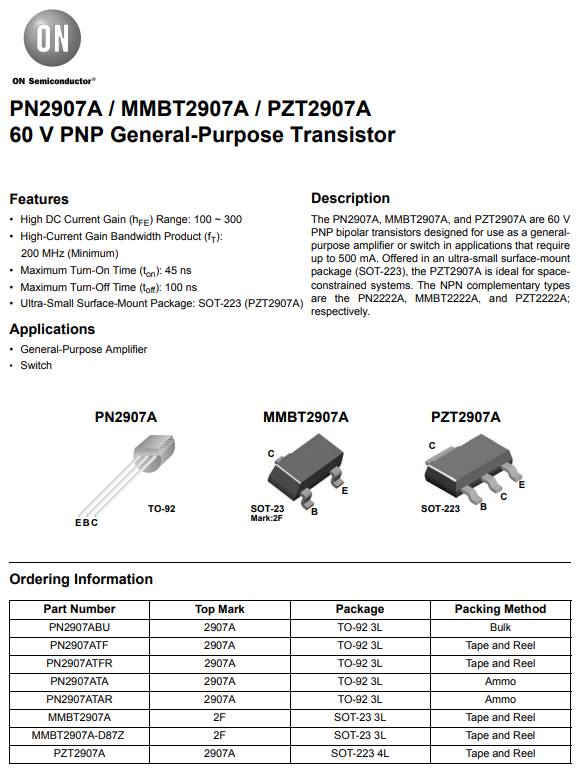 ON
ON Semiconductor®
PN2907A / MMBT2907A / PZT2907A
60 V PNP General-Purpose Transistor
Features
• High DC Current Gain (hFE) Range: 100 ~ 300
• High-Current Gain Bandwidth Product (fT):
200 MHz (Minimum)
• Maximum Turn-On Time (ton): 45 ns
• Maximum Turn-Off Time (toff): 100 ns
• Ultra-Small Surface-Mount Package: SOT-223 (PZT2907A)
Applications
• General-Purpose Amplifier
• Switch
Description
The PN2907A, MMBT2907A, and PZT2907A are 60 V
PNP bipolar transistors designed for use as a general-
purpose amplifier or switch in applications that require
up to 500 mA. Offered in an ultra-small surface-mount
package (SOT-223), the PZT2907A is ideal for space-
constrained systems. The NPN complementary types
are the PN2222A, MMBT2222A, and PZT2222A;
respectively.
PN2907A
E B C
TO-92
MMBT2907A
C
E
B
SOT-23
Mark:2F
PZT2907A
C
E
C
B
SOT-223
Ordering Information
Part Number Top Mark Package Packing Method
PN2907ABU 2907A TO-92 3L Bulk
PN2907ATF 2907A TO-92 3L Tape and Reel
PN2907ATFR 2907A TO-92 3L Tape and Reel
PN2907ATA 2907A TO-92 3L Ammo
PN2907ATAR 2907A TO-92 3L Ammo
MMBT2907A 2F SOT-23 3L Tape and Reel
MMBT2907A-D87Z 2F SOT-23 3L Tape and Reel
PZT2907A 2907A SOT-223 4L Tape and Reel